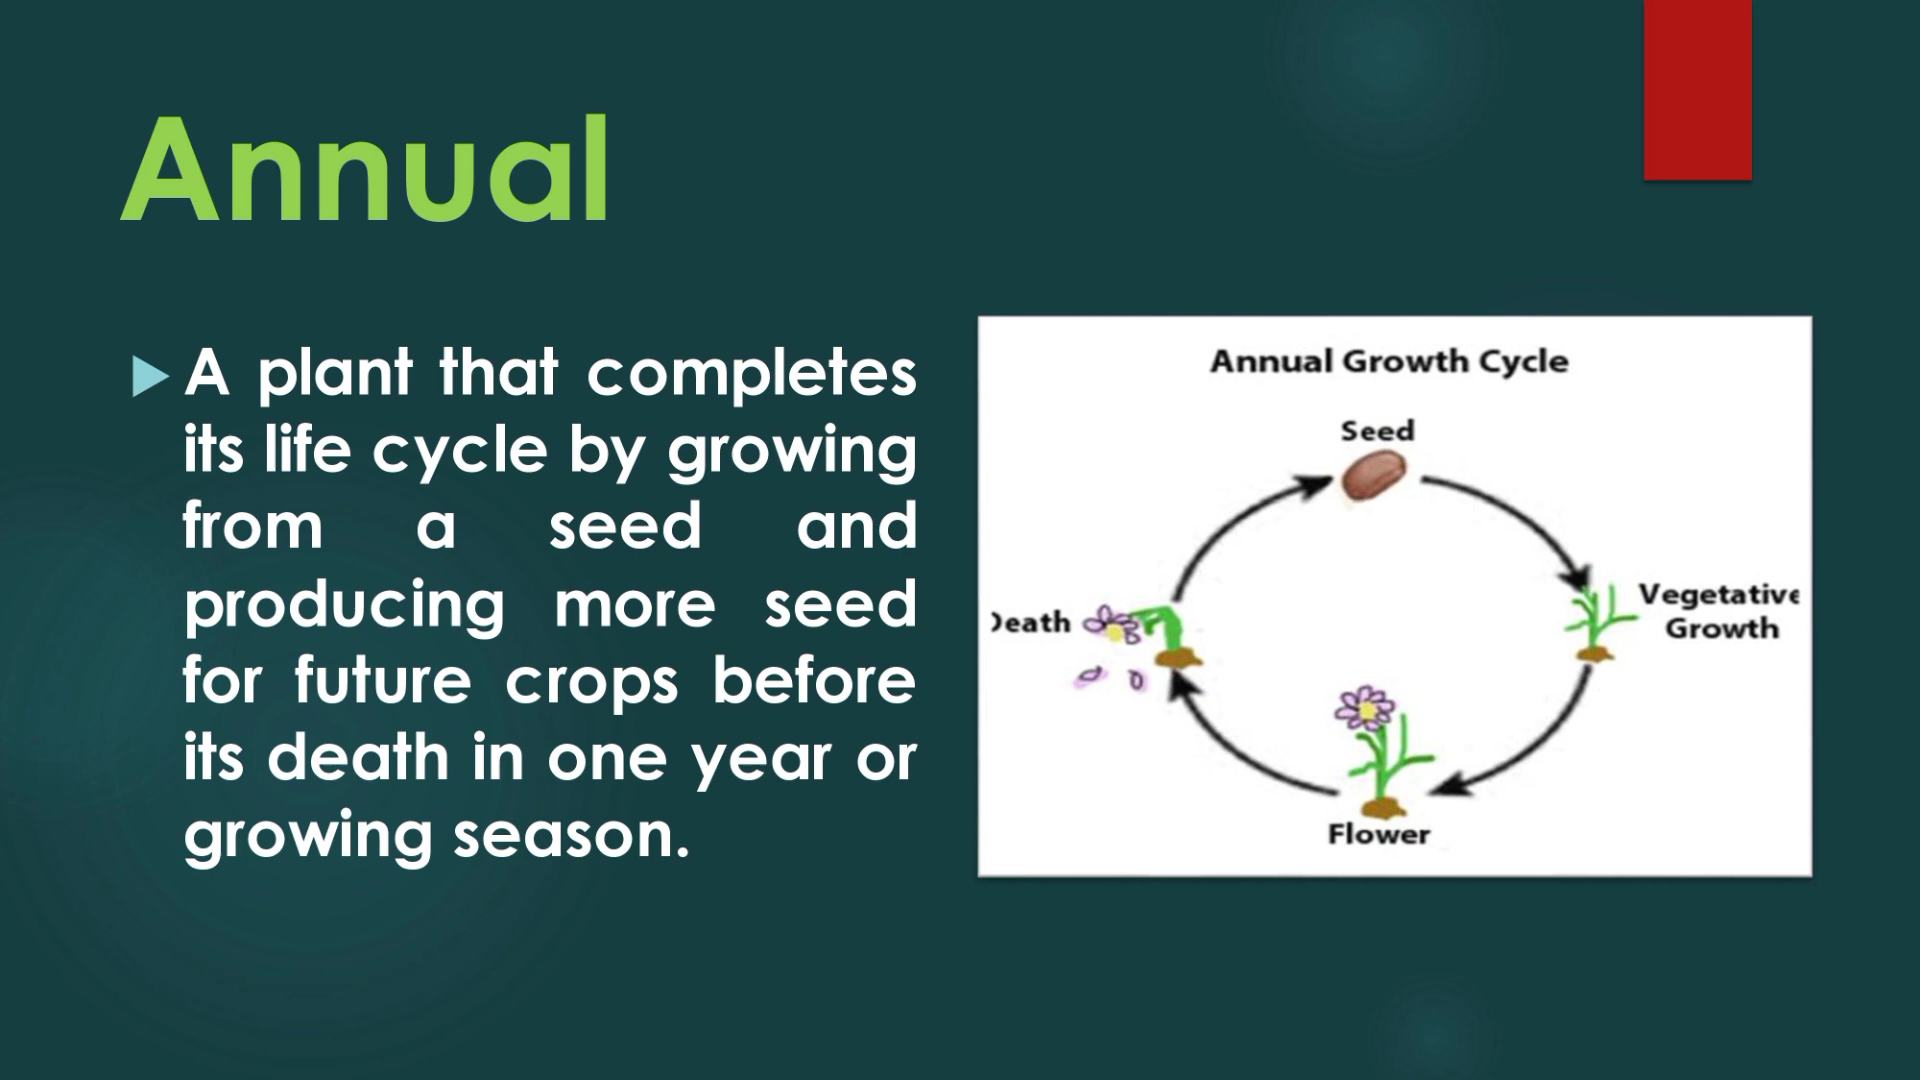 Annual
A plant that completes
its life cycle by growing
from a seed and
producing more seed
for future crops before
its death in one year or
growing season.
Annual Growth Cycle
Seed
Vegetative
Growth
Death
Flower